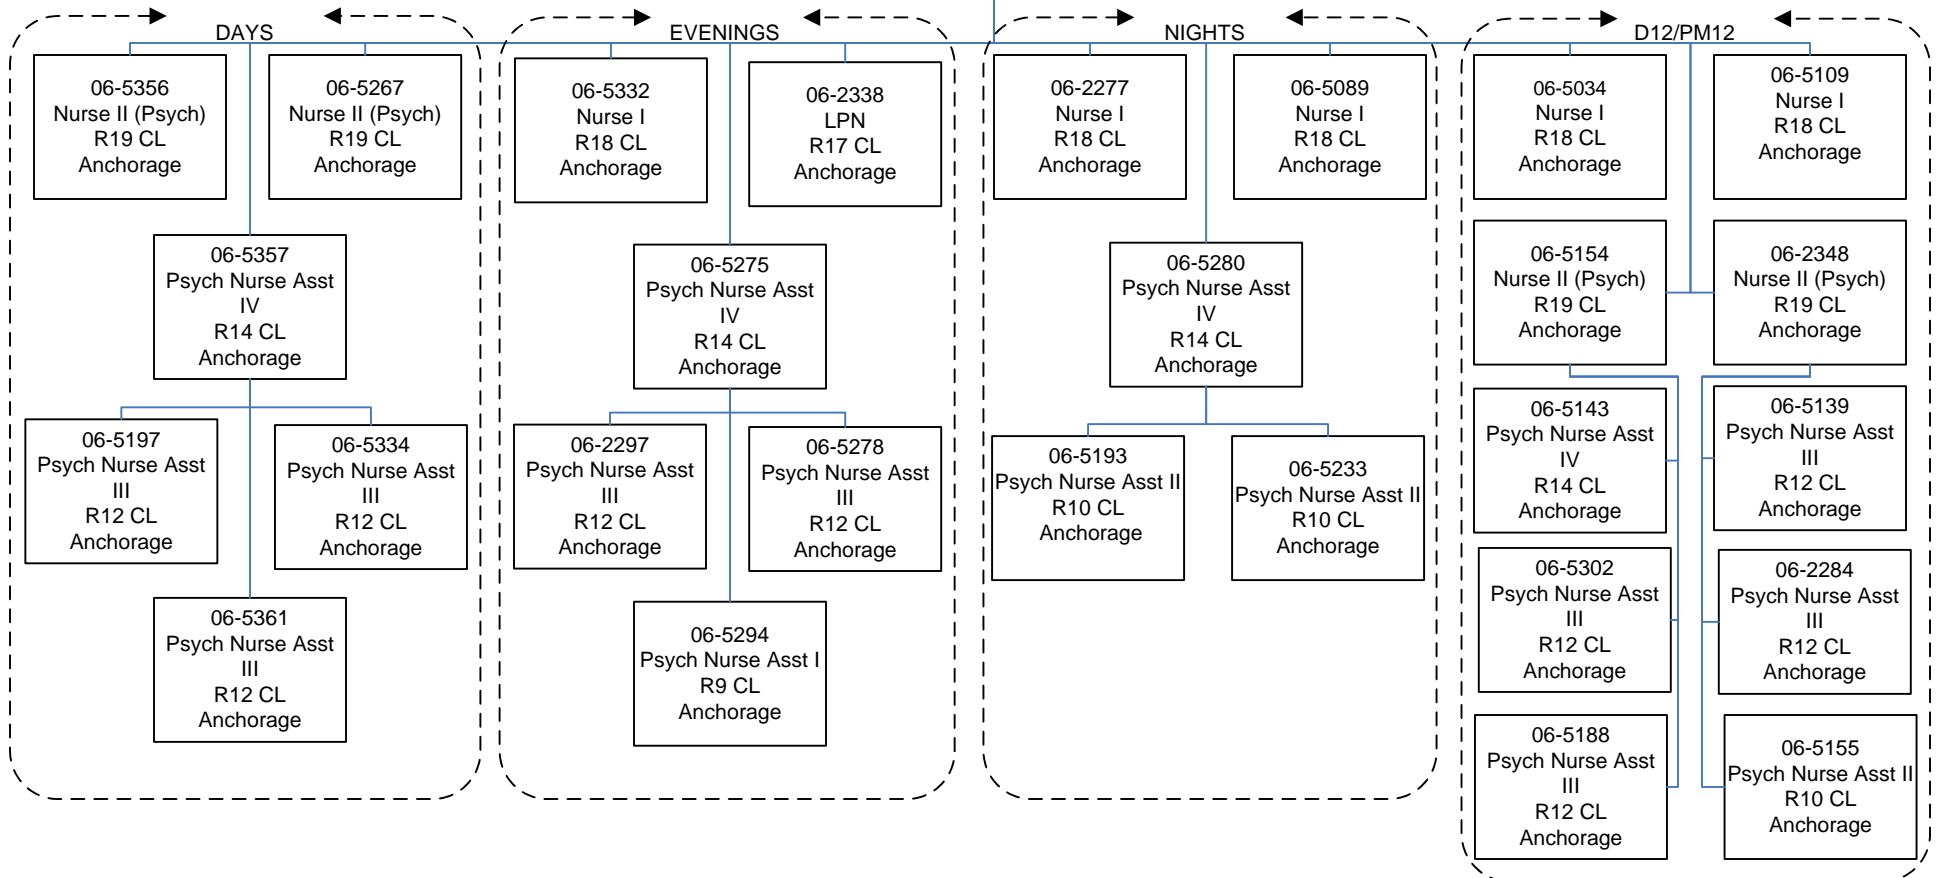 DAYS
06-5356
Nurse II (Psych)
R19 CL
Anchorage
06-5267
Nurse II (Psych)
R19 CL
Anchorage
06-5357
Psych Nurse Asst
IV
R14 CL
Anchorage
06-5197
Psych Nurse Asst
III
R12 CL
Anchorage
06-5334
Psych Nurse Asst
III
R12 CL
Anchorage
06-5361
Psych Nurse Asst
III
R12 CL
Anchorage
EVENINGS
06-5332
Nurse I
R18 CL
Anchorage
06-2338
LPN
R17 CL
Anchorage
06-5275
Psych Nurse Asst
IV
R14 CL
Anchorage
06-2297
Psych Nurse Asst
III
R12 CL
Anchorage
06-5278
Psych Nurse Asst
III
R12 CL
Anchorage
06-5294
Psych Nurse Asst I
R9 CL
Anchorage
NIGHTS
06-2277
Nurse I
R18 CL
Anchorage
06-5089
Nurse I
R18 CL
Anchorage
06-5280
Psych Nurse Asst
IV
R14 CL
Anchorage
06-5193
Psych Nurse Asst II
R10 CL
Anchorage
06-5233
Psych Nurse Asst II
R10 CL
Anchorage
D12/PM12
06-5034
Nurse I
R18 CL
Anchorage
06-5109
Nurse I
R18 CL
Anchorage
06-5154
Nurse II (Psych)
R19 CL
Anchorage
06-2348
Nurse II (Psych)
R19 CL
Anchorage
06-5143
Psych Nurse Asst
IV
R14 CL
Anchorage
06-5139
Psych Nurse Asst
III
R12 CL
Anchorage
06-5302
Psych Nurse Asst
III
R12 CL
Anchorage
06-2284
Psych Nurse Asst
III
R12 CL
Anchorage
06-5188
Psych Nurse Asst
III
R12 CL
Anchorage
06-5155
Psych Nurse Asst II
R10 CL
Anchorage